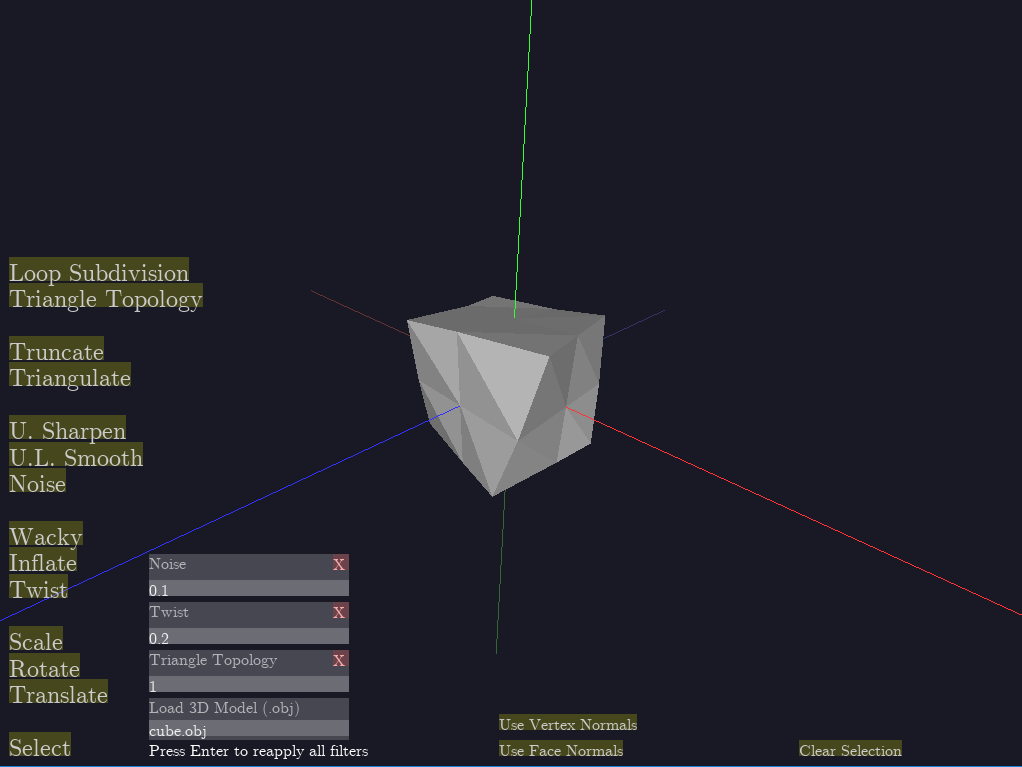 Loop Subdivision
Triangle Topology
Truncate
Triangulate
U. Sharpen
U.L. Smooth
Noise
Wacky
Inflate
Twist
Scale
Rotate
Translate
Select
Noise X
0.1
Twist X
0.2
Triangle Topology X
1
Load 3D Model (.obj)
cube.obj
Press Enter to reapply all filters
Use Vertex Normals
Use Face Normals
Clear Selection